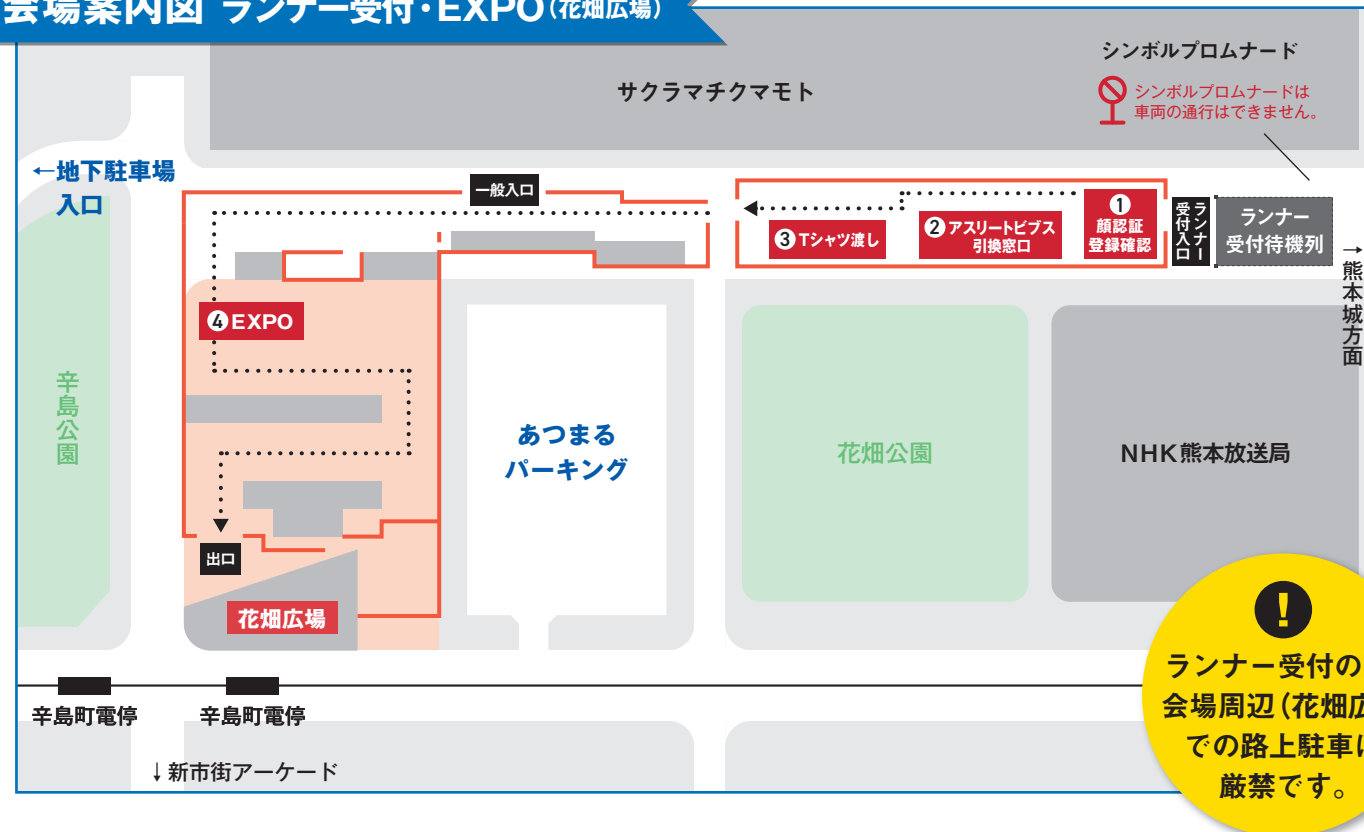 会場案内図 ランナー受付・EXPO(花畑広場)
シンボルプロムナード
シンボルプロムナードは
車両の通行はできません。
サクラマチクマモト
←地下駐車場
入口
一般入口
①
顔認証
登録確認
②アスリートビブス
引換窓口
③Tシャツ渡し
ランナー
受付入口
ランナー
受付待機列
→熊本城方面
④EXPO
辛島公園
あつまる
パーキング
花畑公園
NHK熊本放送局
出口
花畑広場
!
ランナー受付の
会場周辺(花畑広
での路上駐車は
厳禁です。
辛島町電停
辛島町電停
↓新市街アーケード